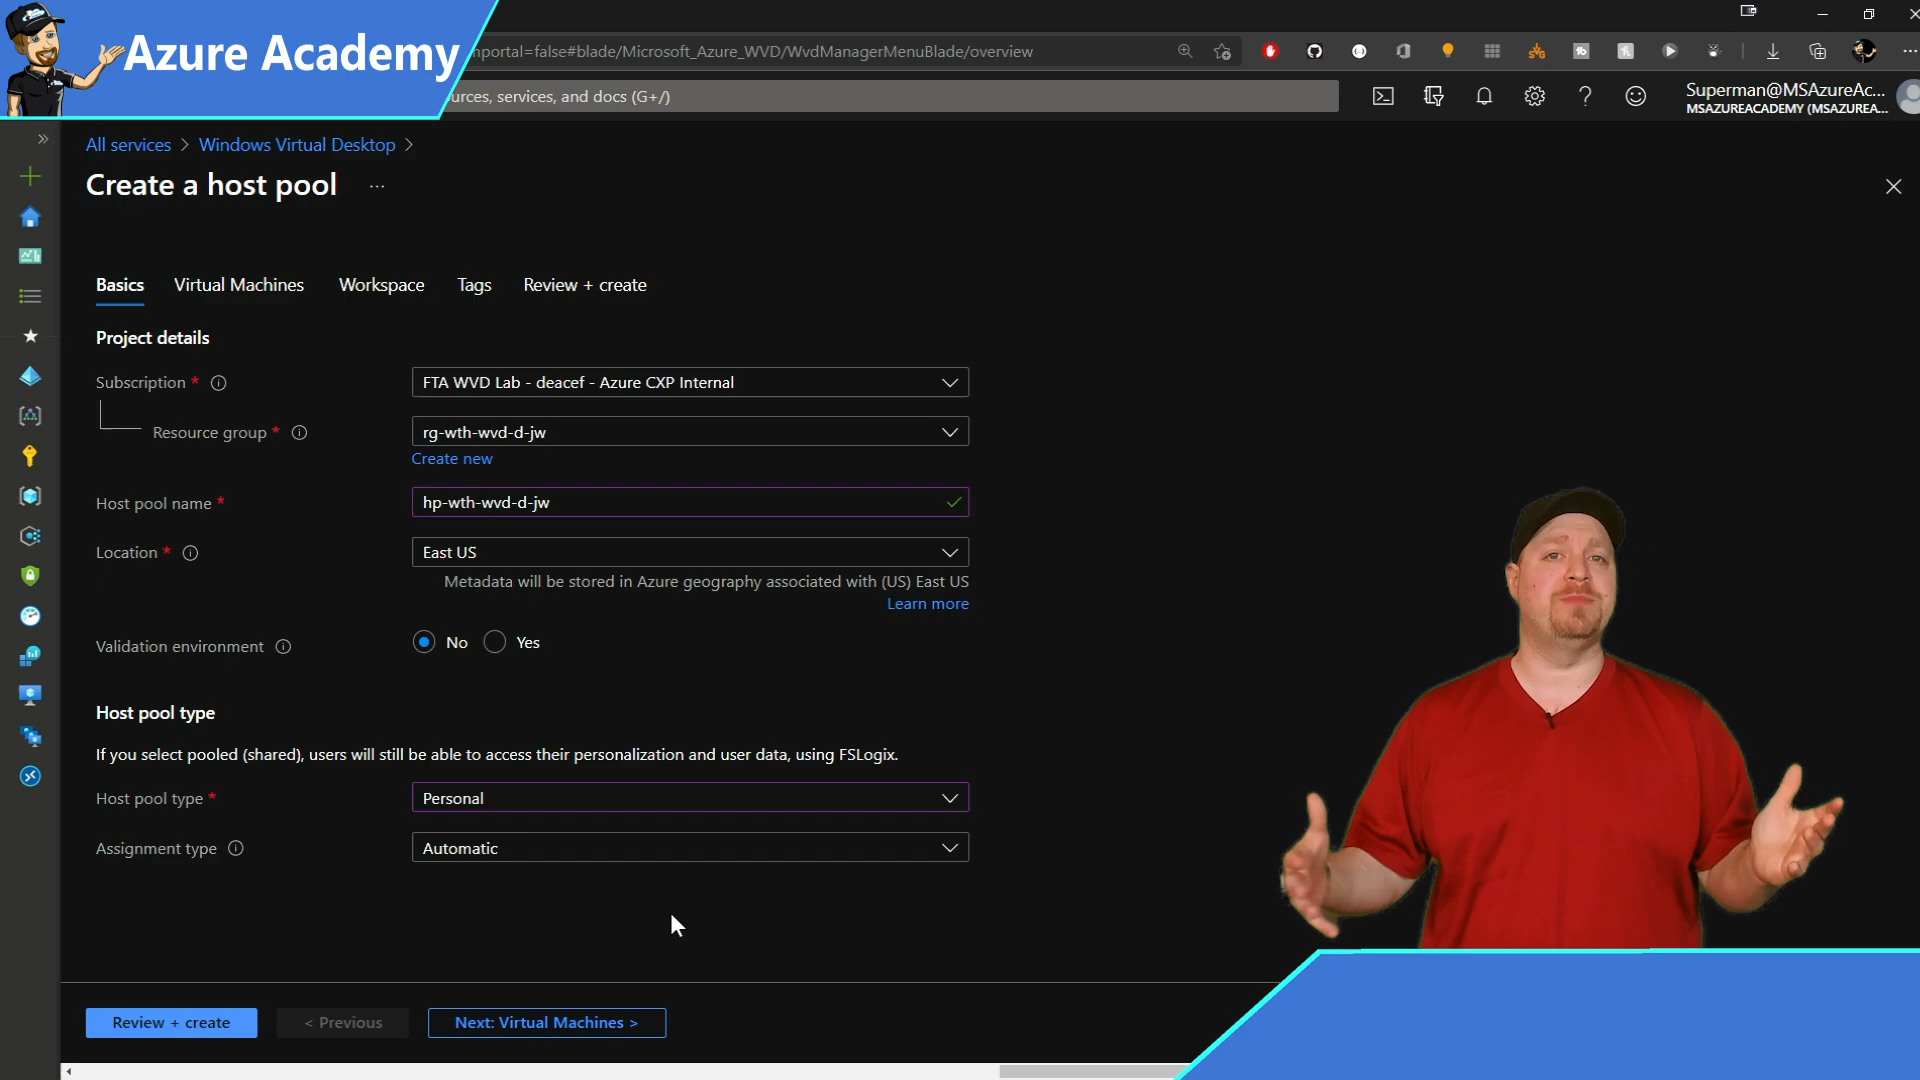 Azure Academy
nportal=false#blade/Microsoft_Azure_WVD/WvdManagerMenuBlade/overview
urces, services, and docs (G+/)
Superman@MSAzureAc...
MSAZUREACADEMY (MSAZUREA...
All services > Windows Virtual Desktop >
Create a host pool ...
Basics
Virtual Machines
Workspace
Tags
Review + create
Project details
Subscription *
FTA WVD Lab - deacef - Azure CXP Internal
Resource group *
rg-wth-wvd-d-jw
Create new
Host pool name *
hp-wth-wvd-d-jw
Location *
East US
Metadata will be stored in Azure geography associated with (US) East US
Learn more
Validation environment
No
Yes
Host pool type
If you select pooled (shared), users will still be able to access their personalization and user data, using FSLogix.
Host pool type *
Personal
Assignment type
Automatic
Review + create
< Previous
Next: Virtual Machines >